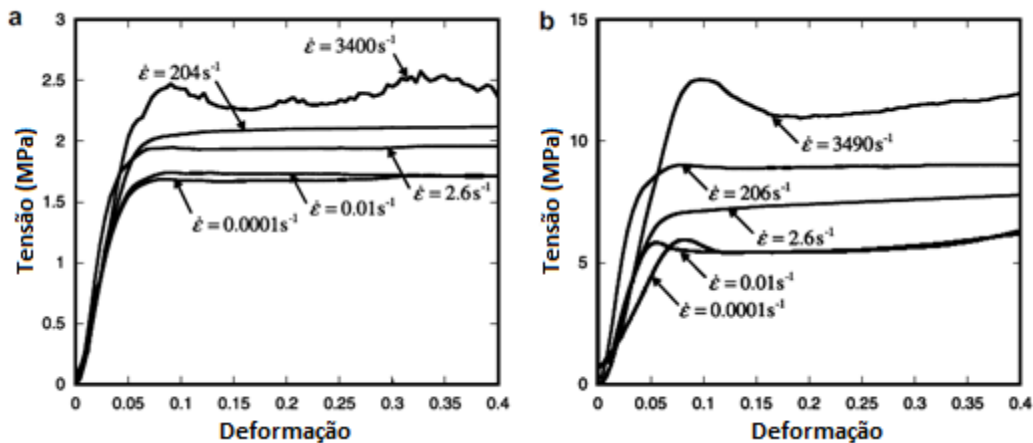 a
Tensão (MPa)
3
2.5
2
1.5
1
0.5
0
ε̇ = 3400s⁻¹
ε̇ = 204s⁻¹
ε̇ = 2.6s⁻¹
ε̇ = 0.01s⁻¹
ε̇ = 0.0001s⁻¹
0 0.05 0.1 0.15 0.2 0.25 0.3 0.35 0.4
Deformação
b
Tensão (MPa)
15
10
5
0
ε̇ = 3490s⁻¹
ε̇ = 206s⁻¹
ε̇ = 2.6s⁻¹
ε̇ = 0.01s⁻¹
ε̇ = 0.0001s⁻¹
0 0.05 0.1 0.15 0.2 0.25 0.3 0.35 0.4
Deformação